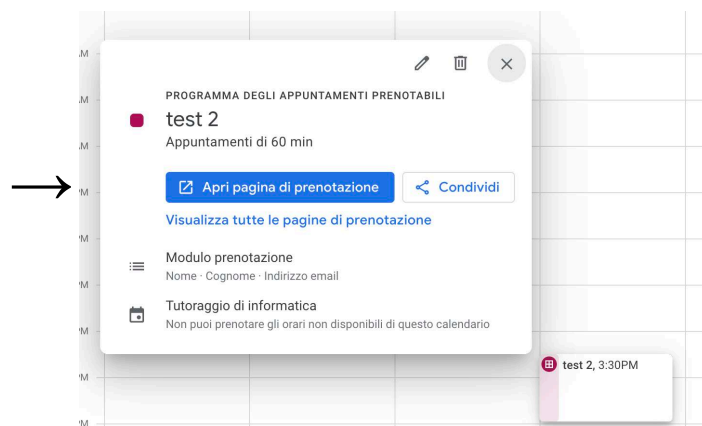 PROGRAMMA DEGLI APPUNTAMENTI PRENOTABILI
test 2
Appuntamenti di 60 min
Apri pagina di prenotazione
Condividi
Visualizza tutte le pagine di prenotazione
Modulo prenotazione
Nome · Cognome · Indirizzo email
Tutoraggio di informatica
Non puoi prenotare gli orari non disponibili di questo calendario
test 2, 3:30PM